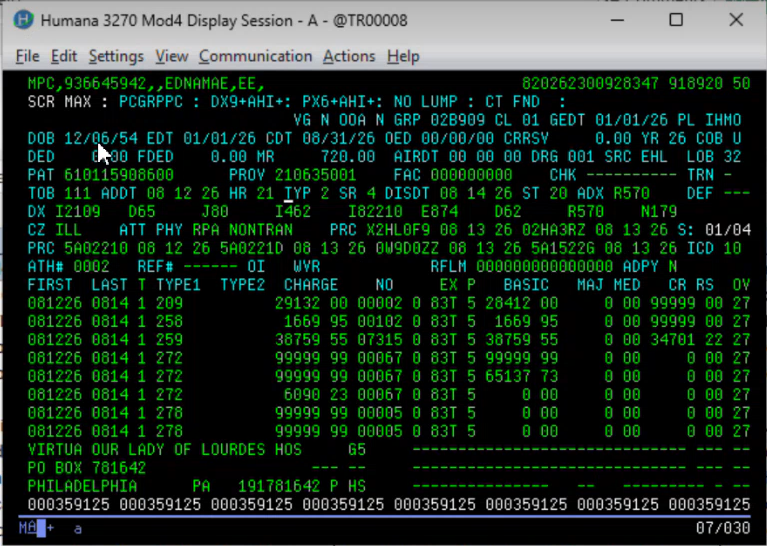 Humana 3270 Mod4 Display Session - A - @TR00008
File Edit Settings View Communication Actions Help
MPC,936645942,,EDNAMAE,EE, 820262300928347 918920 50
SCR MAX : PCGRPPC : DX9+AHI+: PX6+AHI+: NO LUMP : CT FND :
VG N OOA N GRP 02B909 CL 01 GEDT 01/01/26 PL IHMO
DOB 12/06/54 EDT 01/01/26 CDT 08/31/26 OED 00/00/00 CRRSV 0.00 YR 26 COB U
DED 0.00 FDED 0.00 MR 720.00 AIRDT 00 00 00 DRG 001 SRC EHL LOB 32
PAT 6101159086​00 PROV 210635001 FAC 000000000 CHK ---------- TRN -
TOB 111 ADDT 08 12 26 HR 21 TYP 2 SR 4 DISDT 08 14 26 ST 20 ADX R570 DEF ---
DX I2109 D65 J80 I462 I82210 E874 D62 R570 N179
CZ ILL ATT PHY RPA NONTRAN PRC X2HL0F9 08 13 26 02HA3RZ 08 13 26 S: 01/04
PRC 5A02210 08 12 26 5A0221D 08 13 26 0W9D0ZZ 08 13 26 5A1522G 08 13 26 ICD 10
ATH# 0002 REF# ------ OI WVR RFLM 00000000000000 ADPY N
FIRST LAST T TYPE1 TYPE2 CHARGE NO EX P BASIC MAJ MED CR RS OV
081226 0814 1 209 29132 00 00002 0 83T 5 28412 00 0 00 99999 00 27
081226 0814 1 258 1669 95 00102 0 83T 5 1669 95 0 00 99999 00 27
081226 0814 1 259 38759 55 07315 0 83T 5 38759 55 0 00 34701 22 27
081226 0814 1 272 99999 99 00067 0 83T 5 99999 99 0 00 0 00 27
081226 0814 1 272 99999 99 00067 0 83T 5 65137 73 0 00 0 00 27
081226 0814 1 272 6090 23 00067 0 83T 5 0 00 0 00 0 00 27
081226 0814 1 278 99999 99 00005 0 83T 5 0 00 0 00 0 00 27
081226 0814 1 278 99999 99 00005 0 83T 5 0 00 0 00 0 00 27
VIRTUA OUR LADY OF LOURDES HOS G5 ---------------------------- --- --
PO BOX 781642 --- -- ---------------------------- - --
PHILADELPHIA PA 191781642 P HS --------------- -- --------- - --
000359125 000359125 000359125 000359125 000359125 000359125 000359125 000359125
MA + a 07/030